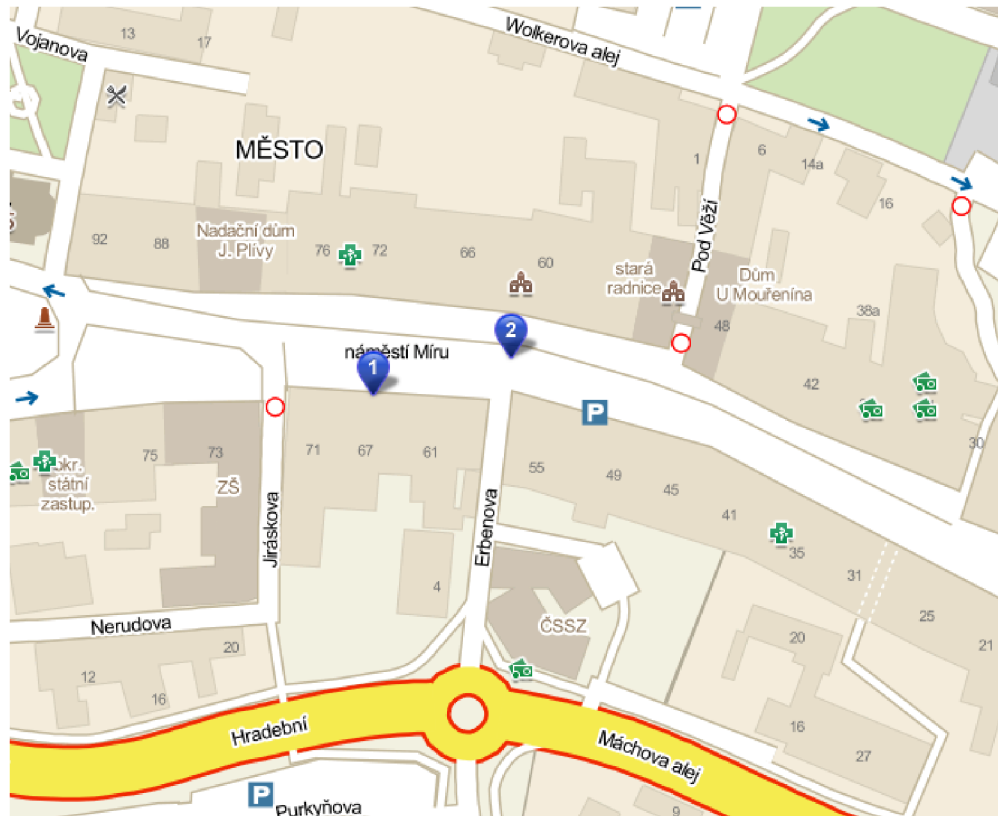 Vojanova
13
17
Wolkerova alej
MĚSTO
1
6
14a
16
Pod Věží
92
88
Nadační dům
J. Plívy
76
72
66
60
stará
radnice
Dům
U Mouřenína
48
38a
42
30
náměstí Míru
1
2
P
okr.
státní
zastup.
75
73
ZŠ
71
67
61
55
49
45
41
35
31
25
21
Jiráskova
Erbenova
4
ČSSZ
Nerudova
20
12
16
20
16
27
Hradební
Máchova alej
P
Purkyňova
9